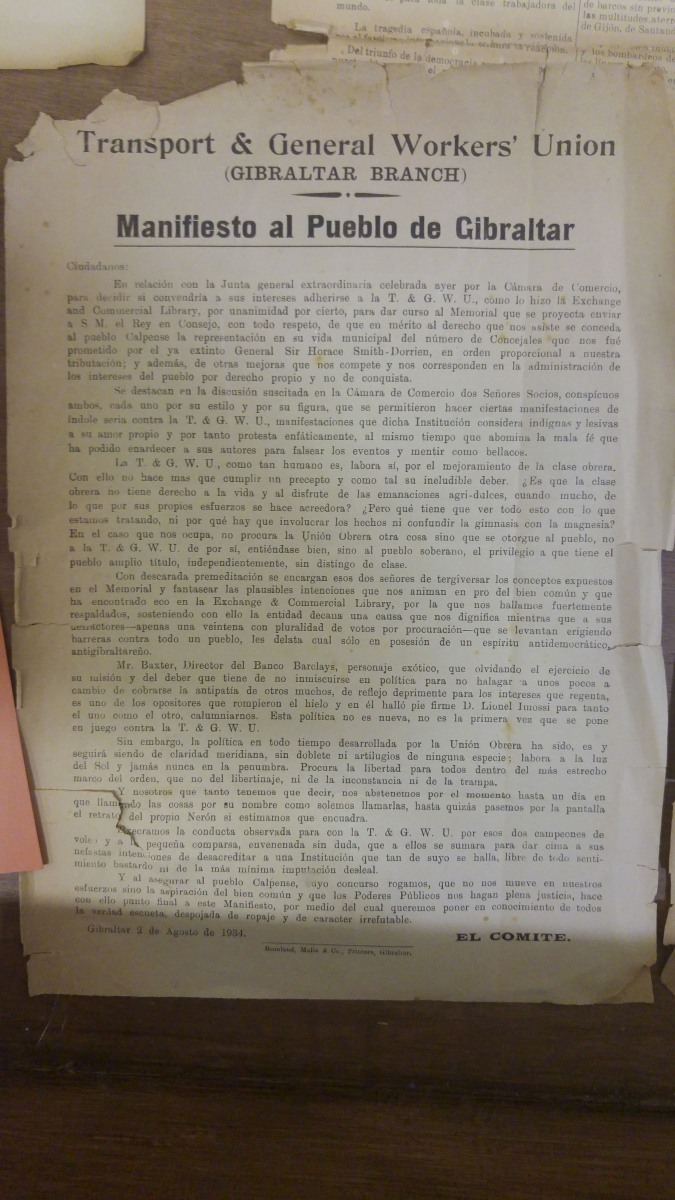 mundo.
La tragedia española, incubada y sostenida
Del triunfo de la democracia
el
de barcos sin previo
las multitudes aterr
de Gijón, de Santand
y los bombardeos de
Transport & General Workers' Union
(GIBRALTAR BRANCH)
Manifiesto al Pueblo de Gibraltar
Ciudadanos:
En relación con la Junta general extraordinaria celebrada ayer por la Cámara de Comercio,
para decidir si convendría a sus intereses adherirse a la T. & G. W. U., cómo lo hizo la Exchange
and Commercial Library, por unanimidad por cierto, para dar curso al Memorial que se proyecta enviar
a S M. el Rey en Consejo, con todo respeto, de que en mérito al derecho que nos asiste se conceda
al pueblo Calpense la representación en su vida municipal del número de Concejales que nos fué
prometido por el ya extinto General Sir Horace Smith-Dorrien, en orden proporcional a nuestra
tributación; y además, de otras mejoras que nos compete y nos corresponden en la administración de
los intereses del pueblo por derecho propio y no de conquista.
Se destacan en la discusión suscitada en la Cámara de Comercio dos Señores Socios, conspícuos
ambos, cada uno por su estilo y por su figura, que se permitieron hacer ciertas manifestaciones de
índole seria contra la T. & G. W. U., manifestaciones que dicha Institución considera indignas y lesivas
a su amor propio y por tanto protesta enfáticamente, al mismo tiempo que abomina la mala fé que
ha podido enardecer a sus autores para falsear los eventos y mentir como bellacos.
La T. & G. W. U., como tan humano es, labora sí, por el mejoramiento de la clase obrera.
Con ello no hace mas que cumplir un precepto y como tal su ineludible deber. ¿Es que la clase
obrera no tiene derecho a la vida y al disfrute de las emanaciones agri-dulces, cuando mucho, de
lo que por sus propios esfuerzos se hace acreedora? ¿Pero qué tiene que ver todo esto con lo que
estamos tratando, ni por qué hay que involucrar los hechos ni confundir la gimnasia con la magnesia?
En el caso que nos ocupa, no procura la Unión Obrera otra cosa sino que se otorgue al pueblo, no
a la T. & G. W. U. de por sí, entiéndase bien, sino al pueblo soberano, el privilegio a que tiene el
pueblo amplio título, independientemente, sin distingo de clase.
Con descarada premeditación se encargan esos dos señores de tergiversar los conceptos expuestos
en el Memorial y fantasear las plausibles intenciones que nos animan en pro del bien común y que
ha encontrado eco en la Exchange & Commercial Library, por la que nos hallamos fuertemente
respaldados, sosteniendo con ello la entidad decana una causa que nos dignifica mientras que a sus
detractores—apenas una veintena con pluralidad de votos por procuración—que se levantan erigiendo
barreras contra todo un pueblo, les delata cual sólo en posesión de un espíritu antidemocrático,
antigibraltareño.
Mr. Baxter, Director del Banco Barclays, personaje exótico, que olvidando el ejercicio de
su misión y del deber que tiene de no inmiscuirse en política para no halagar a unos pocos a
cambio de cobrarse la antipatía de otros muchos, de reflejo deprimente para los intereses que regenta,
es uno de los opositores que rompieron el hielo y en él halló pie firme D. Lionel Imossi para tanto
el uno como el otro, calumniarnos. Esta política no es nueva, no es la primera vez que se pone
en juego contra la T. & G. W. U.
Sin embargo, la política en todo tiempo desarrollada por la Unión Obrera ha sido, es y
seguirá siendo de claridad meridiana, sin doblete ni artilugios de ninguna especie; labora a la luz
del Sol y jamás nunca en la penumbra. Procura la libertad para todos dentro del más estrecho
marco del orden, que no del libertinaje, ni de la inconstancia ni de la trampa.
Y nosotros que tanto tenemos que decir, nos abstenemos por el momento hasta un día en
que llamando las cosas por su nombre como solemos llamarlas, hasta quizás pasemos por la pantalla
el retrato del propio Nerón si estimamos que encuadra.
Execramos la conducta observada para con la T. & G. W. U. por esos dos campeones de
y a la pequeña comparsa, envenenada sin duda, que a ellos se sumara para dar cima a sus
nefastas intenciones de desacreditar a una Institución que tan de suyo se halla, libre de todo senti-
miento bastardo ni de la más mínima imputación desleal.
Y al asegurar al pueblo Calpense, cuyo concurso rogamos, que no nos mueve en nuestros
esfuerzos sino la aspiración del bien común y que los Poderes Públicos nos hagan plena justicia, hace
con ello punto final a este Manifiesto, por medio del cual queremos poner en conocimiento de todos
la verdad escueta, despojada de ropaje y de caracter irrefutable.
Gibraltar 2 de Agosto de 1934.
EL COMITE.
Beanland, Malin & Co., Printers, Gibraltar.